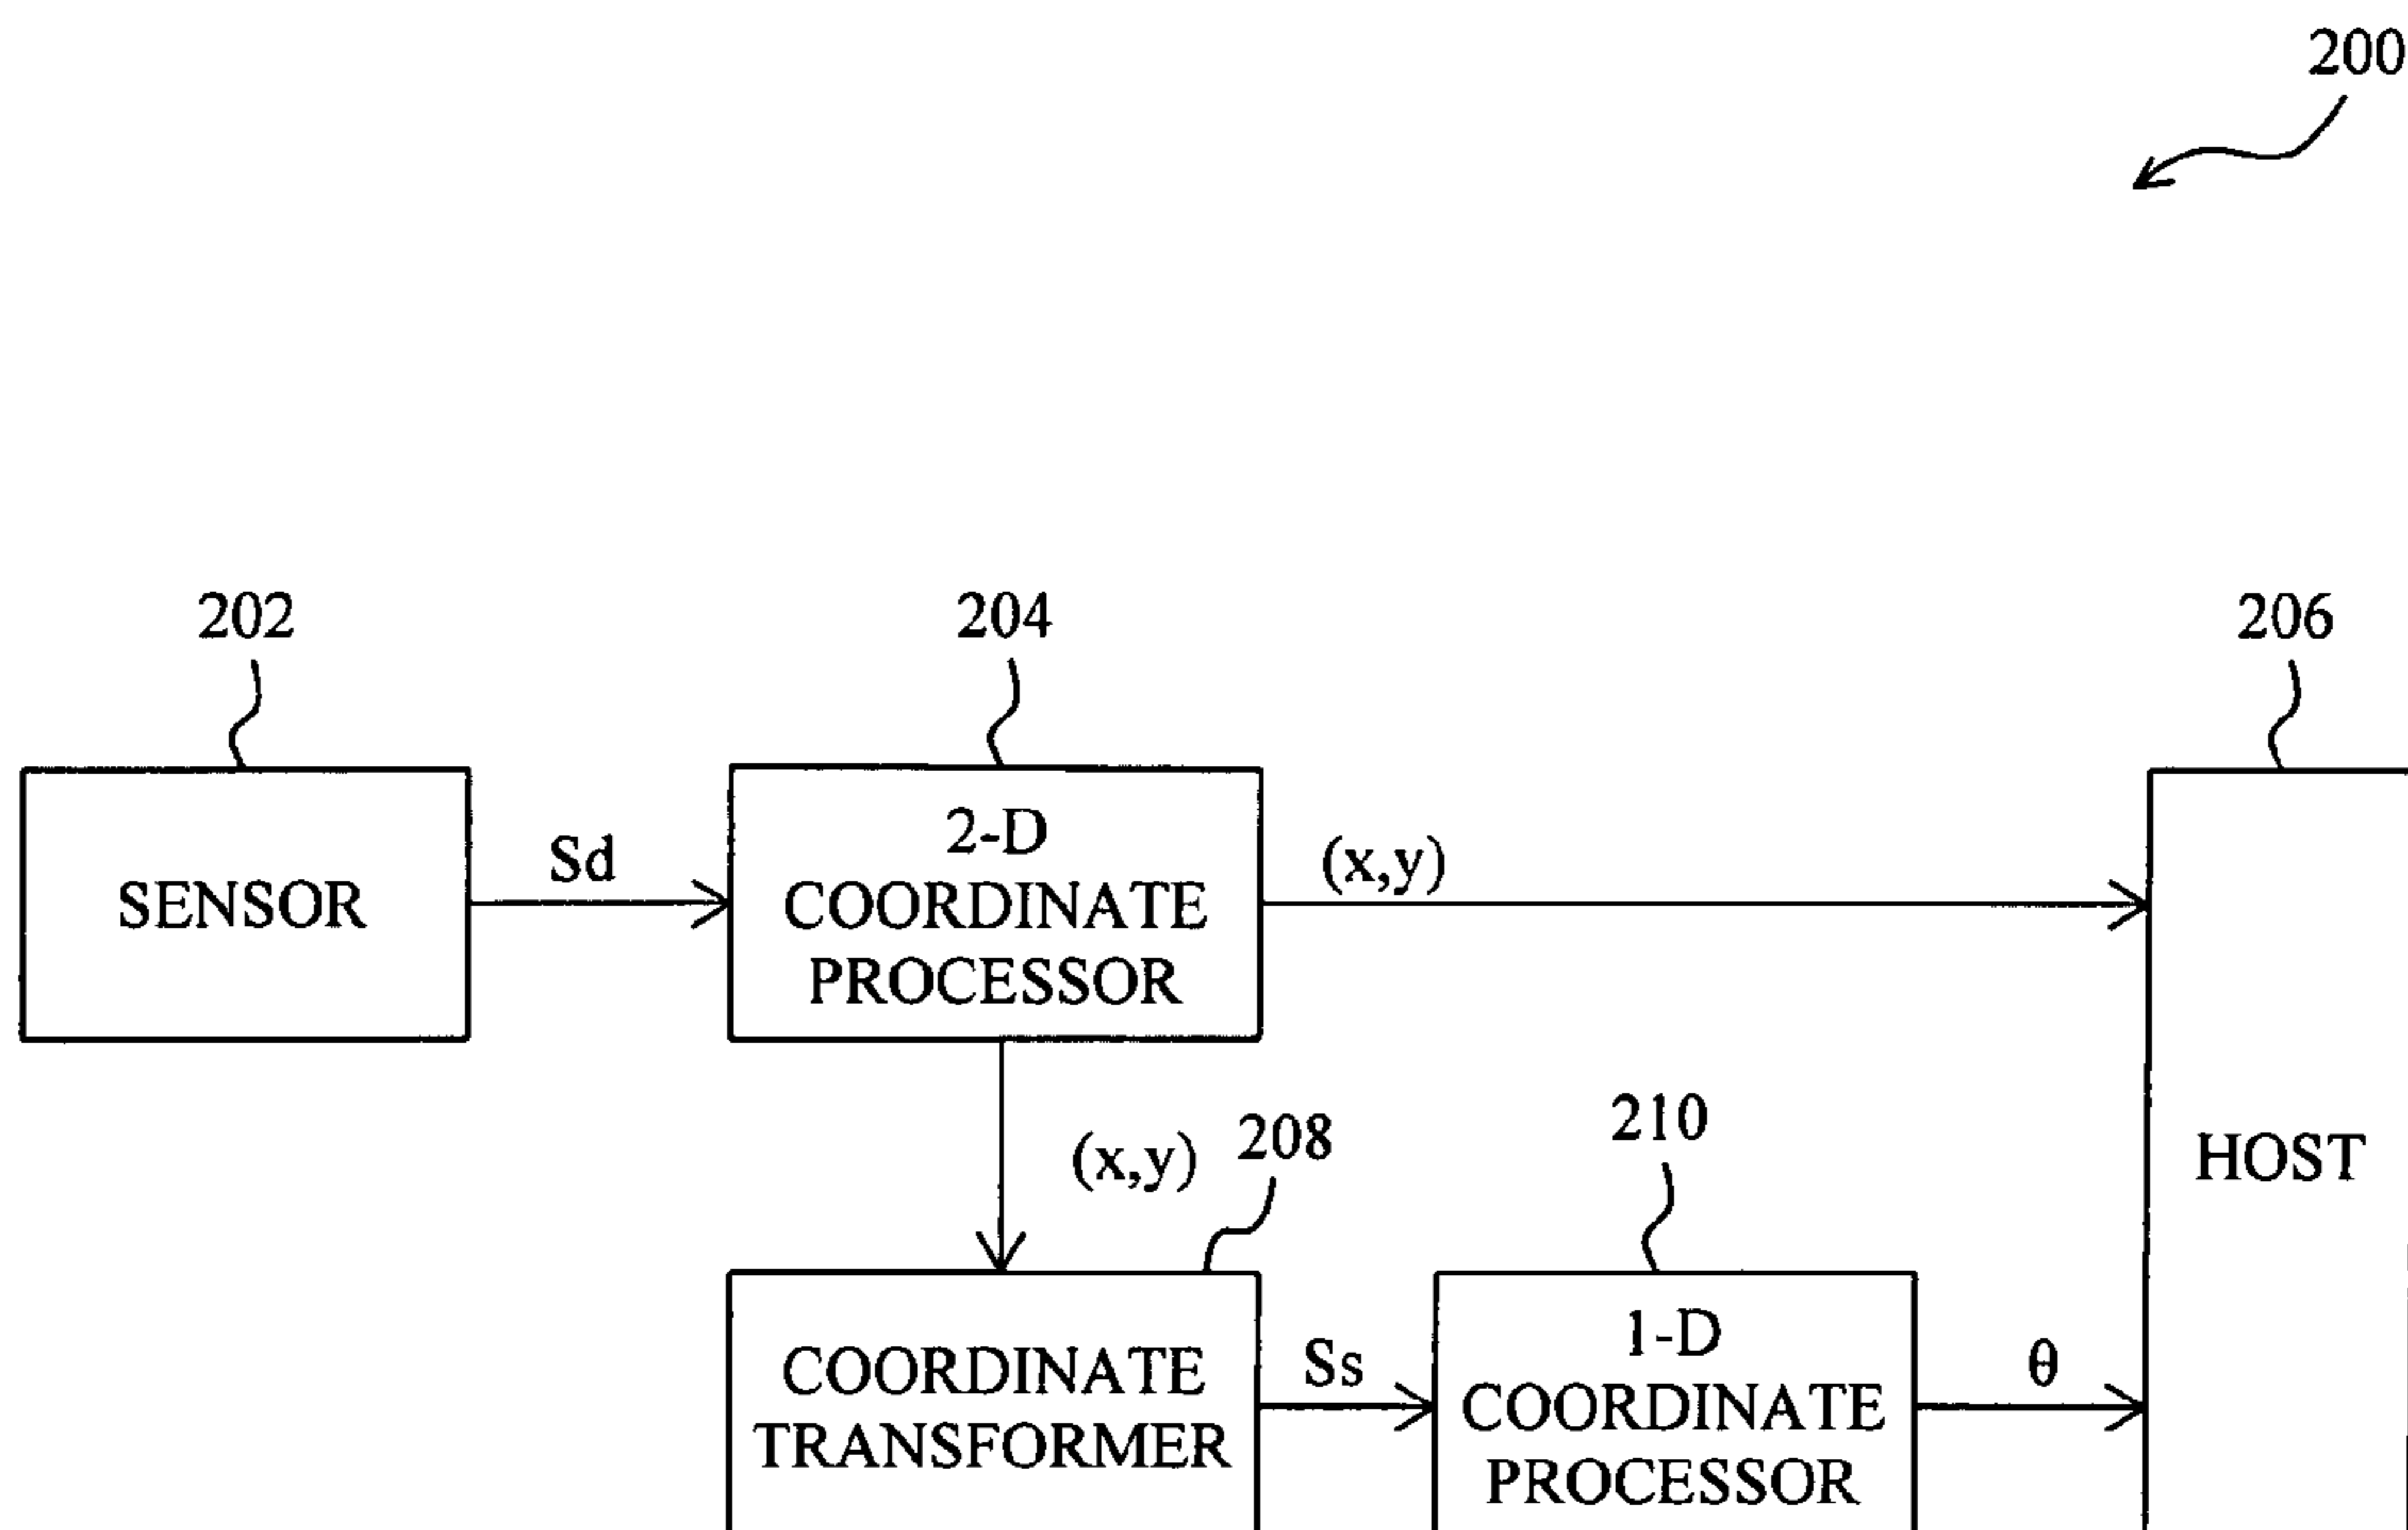 200
202
204
206
SENSOR
Sd
2-D
COORDINATE
PROCESSOR
(x,y)
HOST
(x,y)
208
210
COORDINATE
TRANSFORMER
Ss
1-D
COORDINATE
PROCESSOR
θ